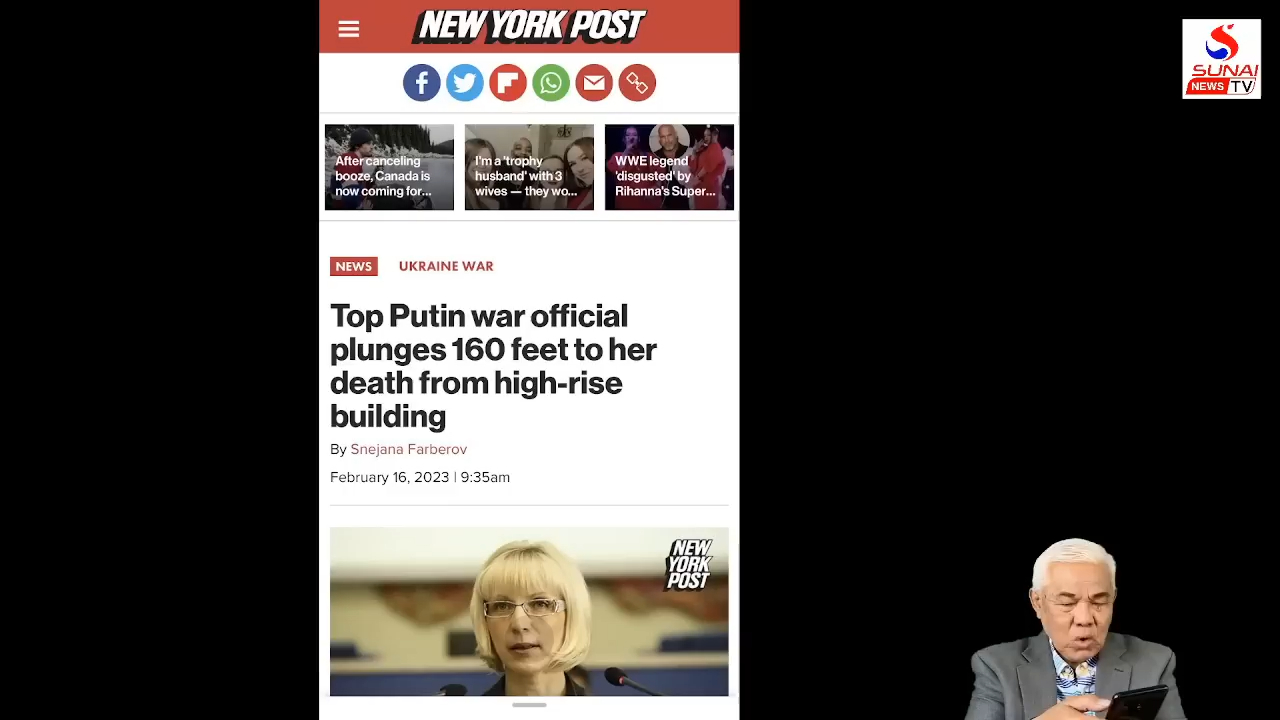 NEW YORK POST
SUNAI
NEWS TV
After canceling
booze, Canada is
now coming for...
I'm a 'trophy
husband' with 3
wives — they wo...
WWE legend
'disgusted' by
Rihanna's Super...
NEWS UKRAINE WAR
Top Putin war official
plunges 160 feet to her
death from high-rise
building
By Snejana Farberov
February 16, 2023 | 9:35am
NEW
YORK
POST